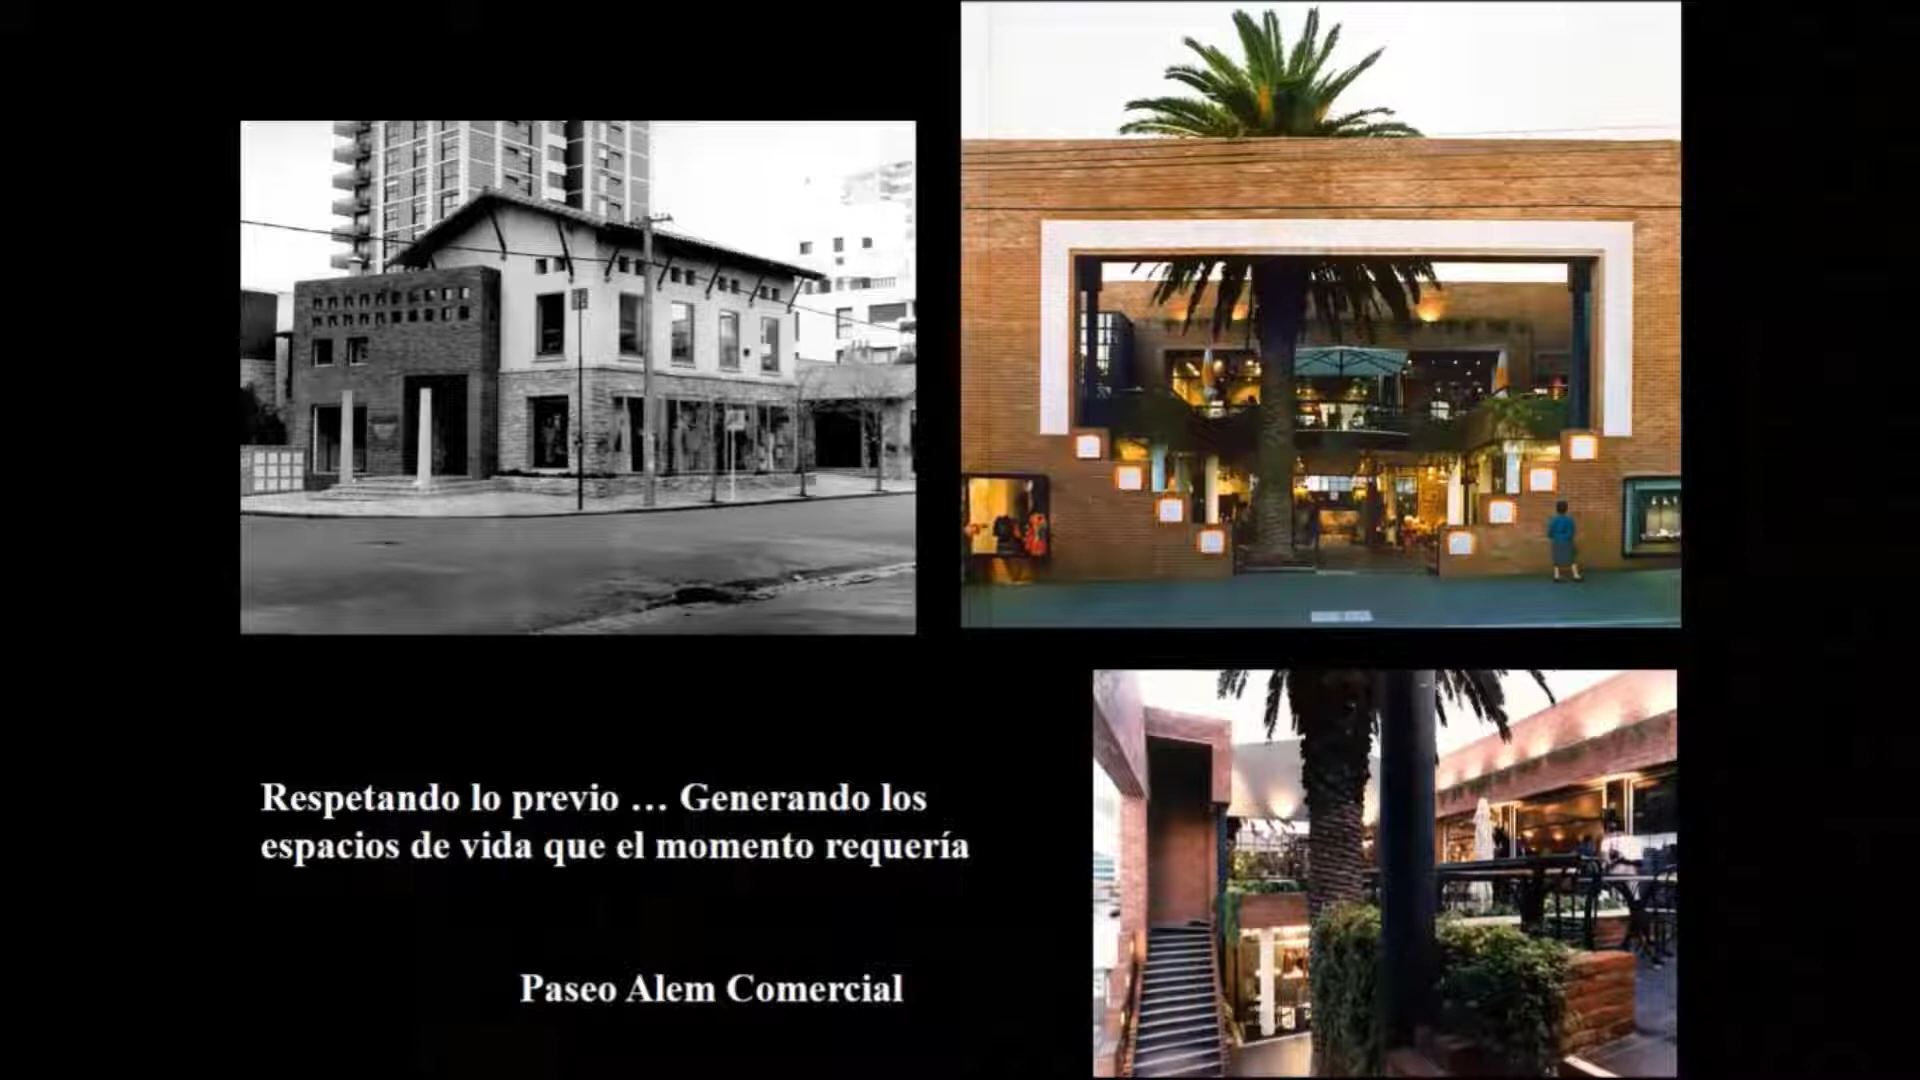 Respetando lo previo … Generando los
espacios de vida que el momento requería
Paseo Alem Comercial